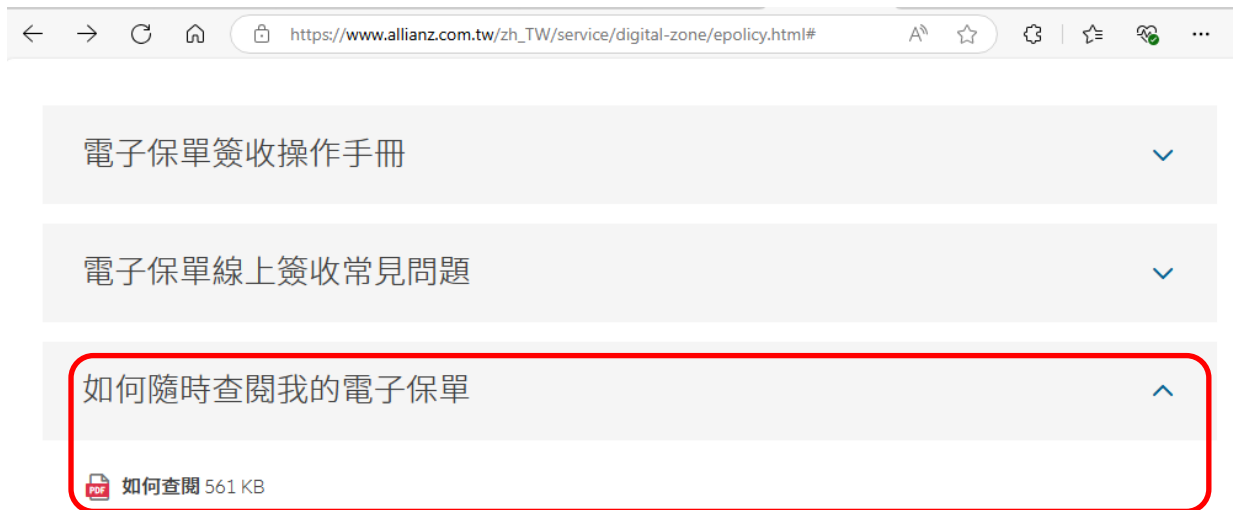 https://www.allianz.com.tw/zh_TW/service/digital-zone/epolicy.html#
電子保單簽收操作手冊
電子保單線上簽收常見問題
如何隨時查閱我的電子保單
PDF 如何查閱 561 KB